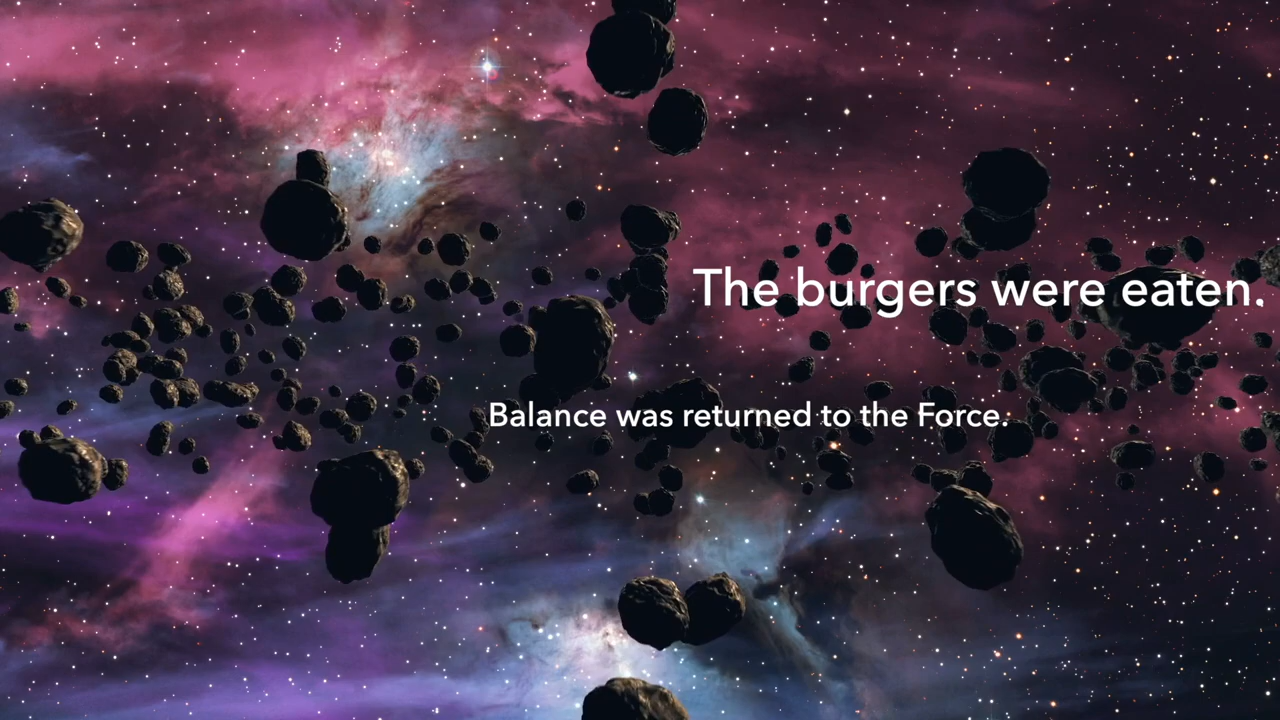 The burgers were eaten.
Balance was returned to the Force.